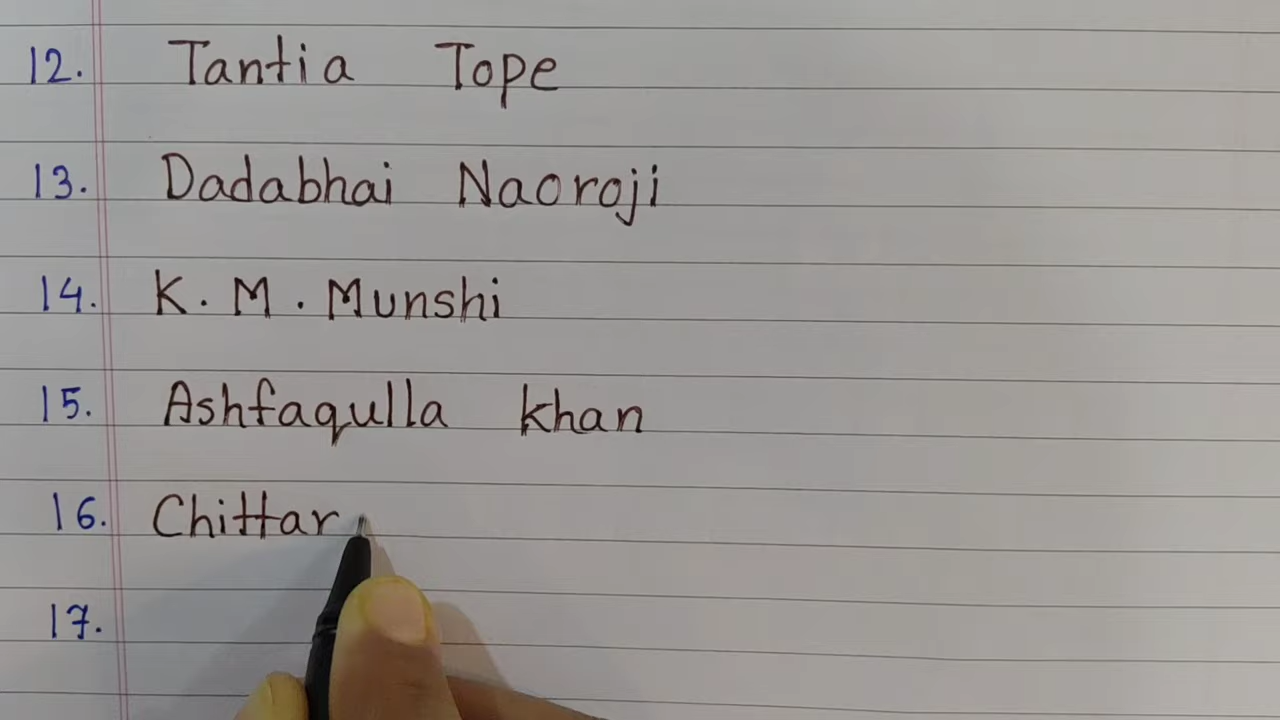 12. Tantia Tope
13. Dadabhai Naoroji
14. K. M. Munshi
15. Ashfaqulla khan
16. Chittar
17.